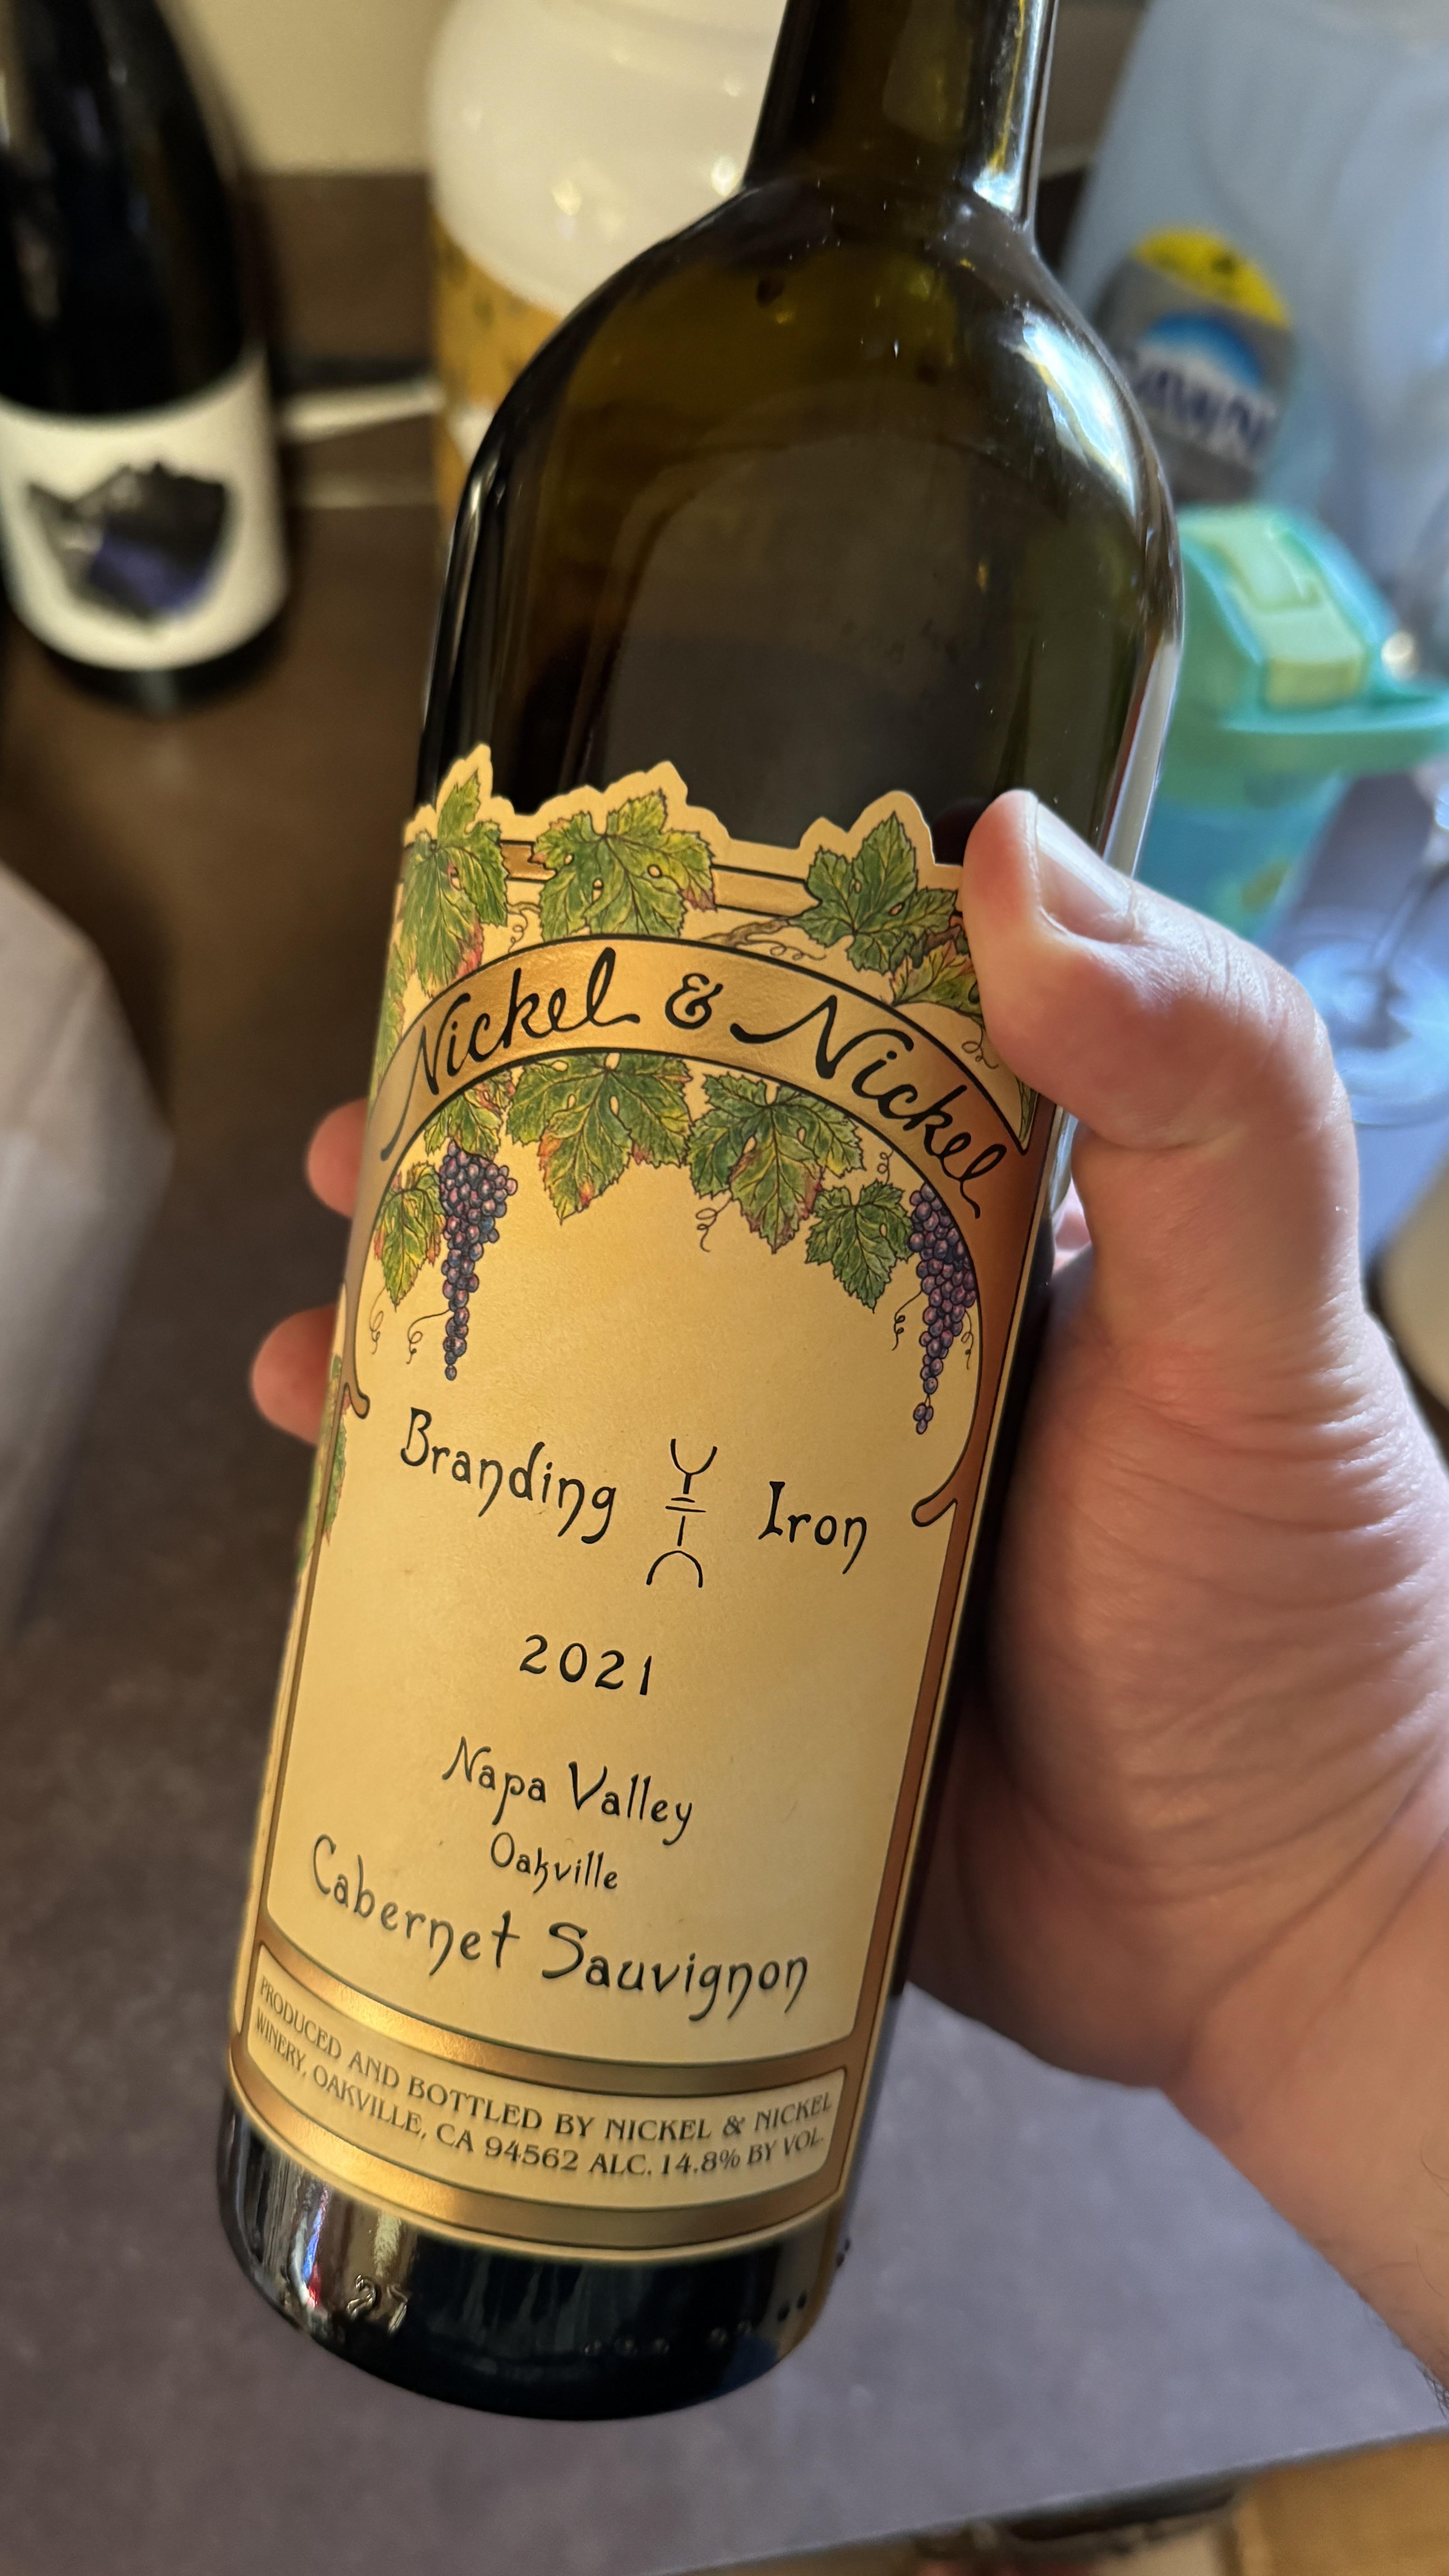 Nickel & Nickel
Branding Iron
2021
Napa Valley
Oakville
Cabernet Sauvignon
PRODUCED AND BOTTLED BY NICKEL & NICKEL
WINERY, OAKVILLE, CA 94562 ALC. 14.8% BY VOL.